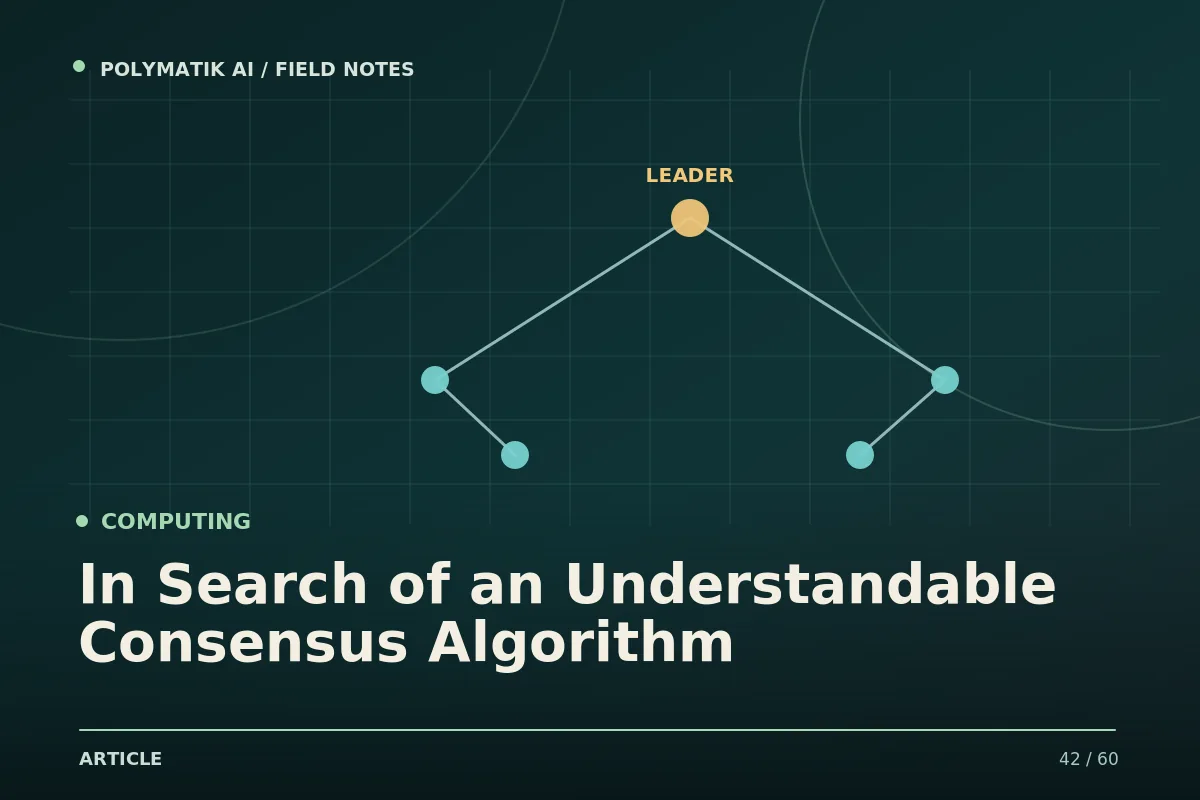 POLYMATIK AI / FIELD NOTES
LEADER
COMPUTING
In Search of an Understandable
Consensus Algorithm
ARTICLE
42 / 60